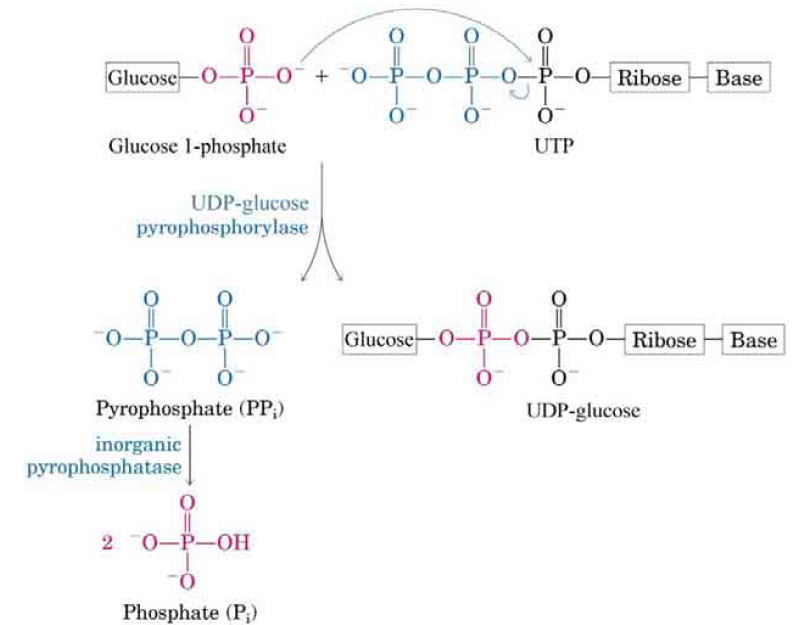 Glucose—O—P—O⁻ + ⁻O—P—O—P—O—P—O—Ribose—Base
O O O O
O⁻ O⁻ O⁻ O⁻
Glucose 1-phosphate UTP
UDP-glucose
pyrophosphorylase
O O O O
⁻O—P—O—P—O⁻ Glucose—O—P—O—P—O—Ribose—Base
O⁻ O⁻ O⁻ O⁻
Pyrophosphate (PPᵢ) UDP-glucose
inorganic
pyrophosphatase
O
2 ⁻O—P—OH
⁻O
Phosphate (Pᵢ)